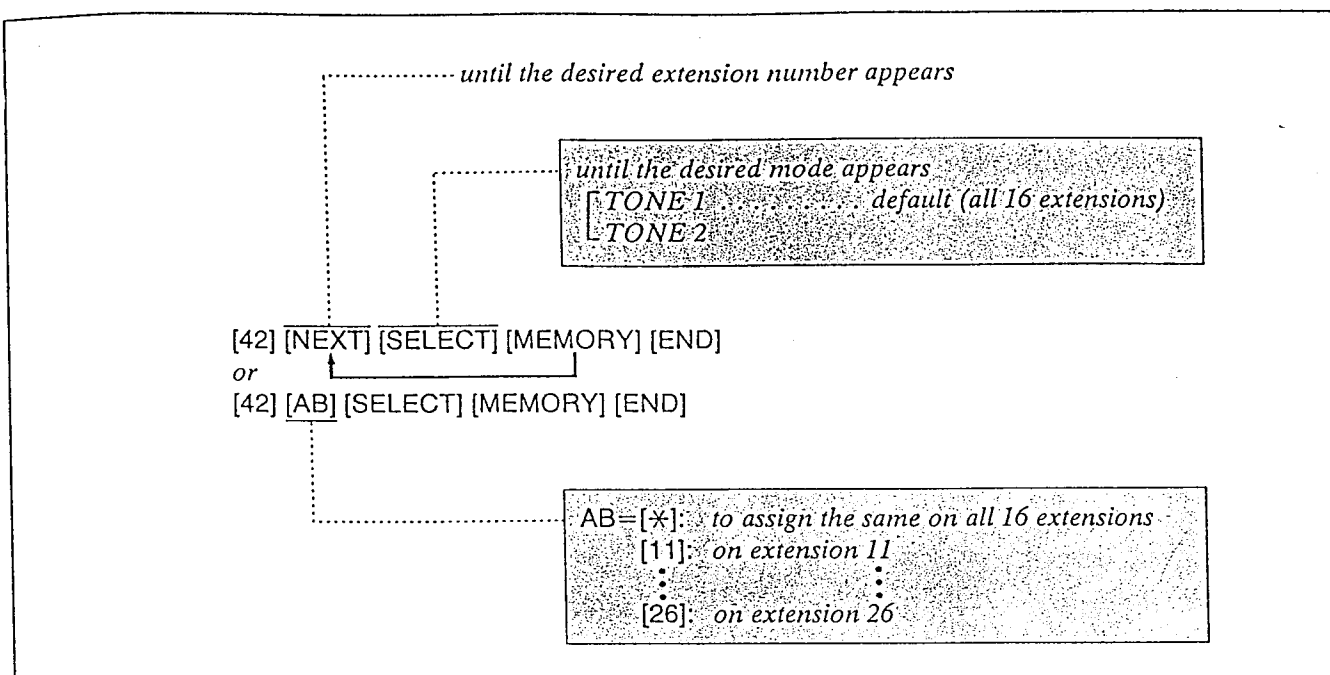 until the desired extension number appears
until the desired mode appears
TONE 1 . . . . . . . . . default (all 16 extensions)
TONE 2
[42] [NEXT] [SELECT] [MEMORY] [END]
or
[42] [AB] [SELECT] [MEMORY] [END]
AB=[*]: to assign the same on all 16 extensions
[11]: on extension 11
[26]: on extension 26